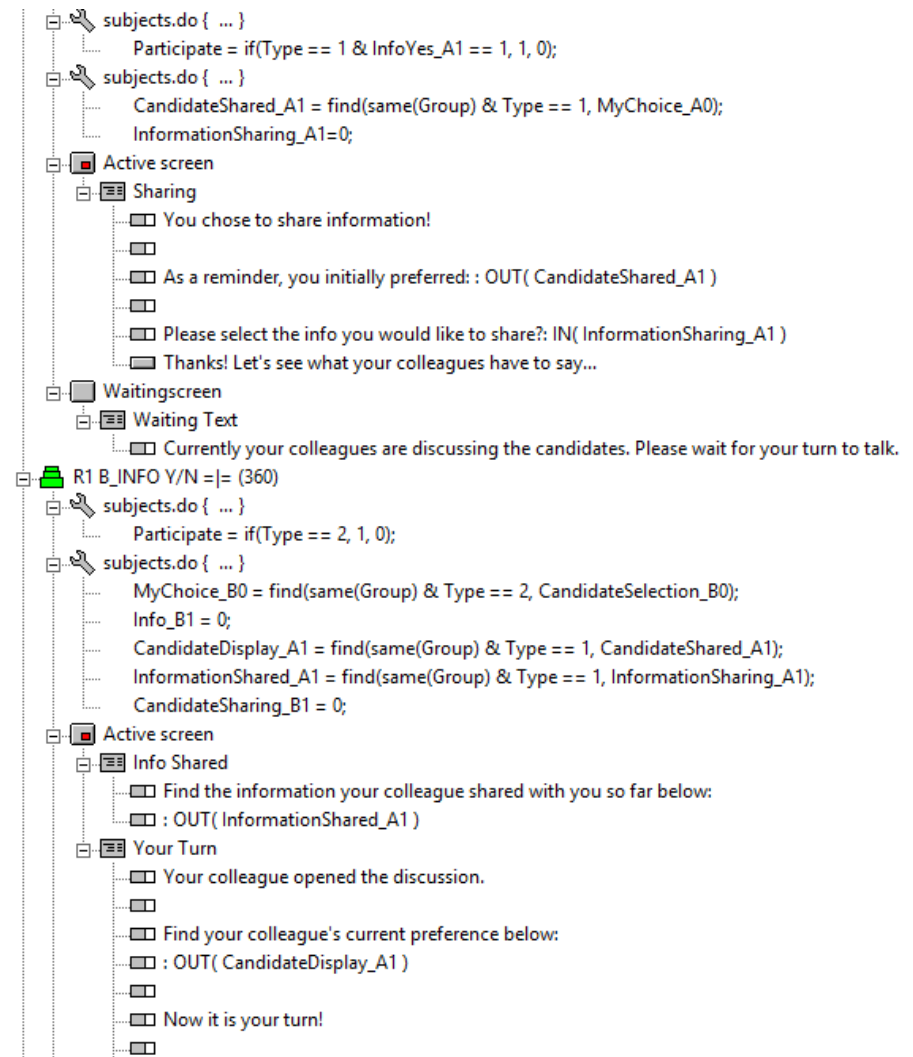 subjects.do { ... }
Participate = if(Type == 1 & InfoYes_A1 == 1, 1, 0);
subjects.do { ... }
CandidateShared_A1 = find(same(Group) & Type == 1, MyChoice_A0);
InformationSharing_A1=0;
Active screen
Sharing
You chose to share information!
As a reminder, you initially preferred: : OUT( CandidateShared_A1 )
Please select the info you would like to share?: IN( InformationSharing_A1 )
Thanks! Let's see what your colleagues have to say...
Waitingscreen
Waiting Text
Currently your colleagues are discussing the candidates. Please wait for your turn to talk.
R1 B_INFO Y/N =|= (360)
subjects.do { ... }
Participate = if(Type == 2, 1, 0);
subjects.do { ... }
MyChoice_B0 = find(same(Group) & Type == 2, CandidateSelection_B0);
Info_B1 = 0;
CandidateDisplay_A1 = find(same(Group) & Type == 1, CandidateShared_A1);
InformationShared_A1 = find(same(Group) & Type == 1, InformationSharing_A1);
CandidateSharing_B1 = 0;
Active screen
Info Shared
Find the information your colleague shared with you so far below:
: OUT( InformationShared_A1 )
Your Turn
Your colleague opened the discussion.
Find your colleague's current preference below:
: OUT( CandidateDisplay_A1 )
Now it is your turn!